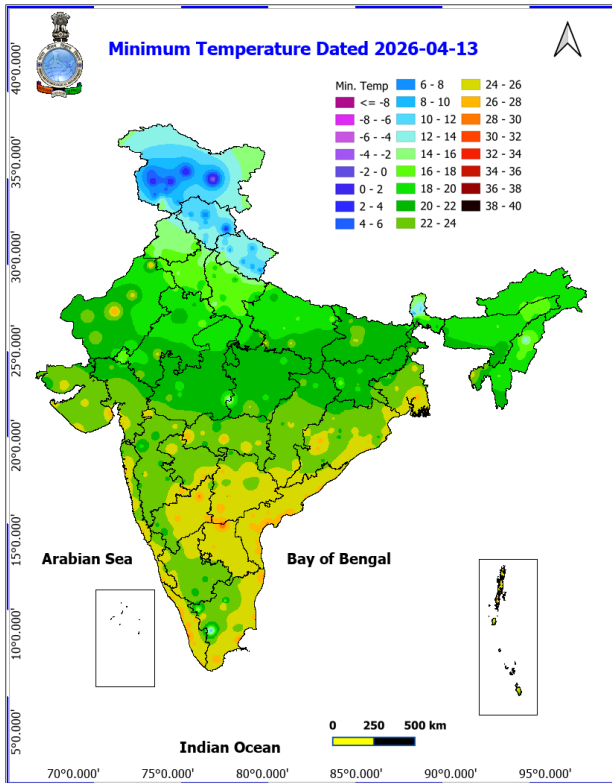 Minimum Temperature Dated 2026-04-13
Min. Temp
<= -8
-8 - -6
-6 - -4
-4 - -2
-2 - 0
0 - 2
2 - 4
4 - 6
6 - 8
8 - 10
10 - 12
12 - 14
14 - 16
16 - 18
18 - 20
20 - 22
22 - 24
24 - 26
26 - 28
28 - 30
30 - 32
32 - 34
34 - 36
36 - 38
38 - 40
40°0.000'
35°0.000'
30°0.000'
25°0.000'
20°0.000'
15°0.000'
10°0.000'
5°0.000'
Arabian Sea
Bay of Bengal
Indian Ocean
0 250 500 km
70°0.000' 75°0.000' 80°0.000' 85°0.000' 90°0.000' 95°0.000'